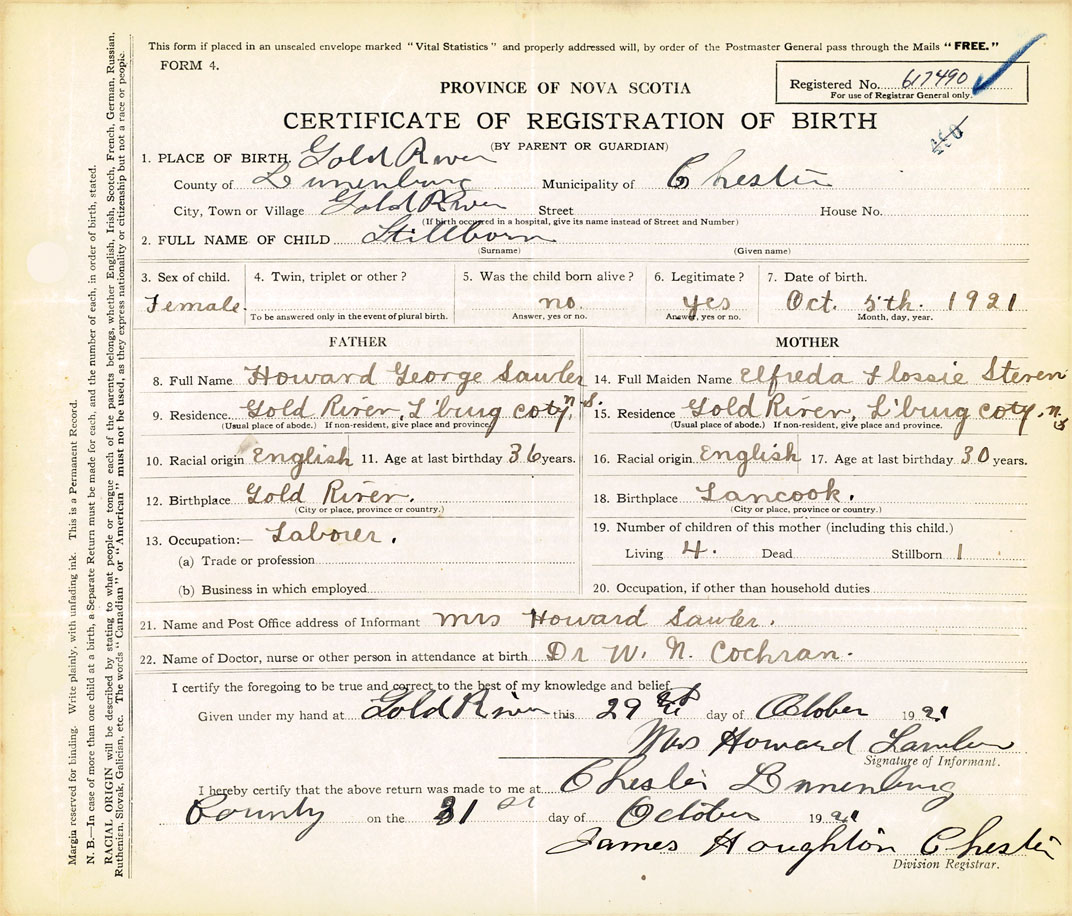 This form if placed in an unsealed envelope marked "Vital Statistics" and properly addressed will, by order of the Postmaster General pass through the Mails "FREE."
FORM 4.
Registered No. 617490
For use of Registrar General only.
PROVINCE OF NOVA SCOTIA
CERTIFICATE OF REGISTRATION OF BIRTH
(BY PARENT OR GUARDIAN)
1. PLACE OF BIRTH. Gold River
County of Lunenburg Municipality of Chester
City, Town or Village Gold River Street House No.
(If birth occurred in a hospital, give its name instead of Street and Number)
2. FULL NAME OF CHILD Stillborn
(Surname) (Given name)
3. Sex of child. 4. Twin, triplet or other? 5. Was the child born alive? 6. Legitimate? 7. Date of birth.
Female. no. yes Oct. 5th. 1921
To be answered only in the event of plural birth. Answer, yes or no. Answer, yes or no. Month, day, year.
FATHER MOTHER
8. Full Name Howard George Sawler 14. Full Maiden Name Elfreda Flossie Steven
9. Residence. Gold River, L'burg coty, n.S. 15. Residence Gold River, L'burg coty. n.S
(Usual place of abode.) If non-resident, give place and province. (Usual place of abode.) If non-resident, give place and province.
10. Racial origin English 11. Age at last birthday 36 years. 16. Racial origin English 17. Age at last birthday 30 years.
12. Birthplace Gold River. 18. Birthplace Tancook.
(City or place, province or country.) (City or place, province or country.)
13. Occupation:— Laborer. 19. Number of children of this mother (including this child.)
(a) Trade or profession Living 4. Dead Stillborn 1
(b) Business in which employed 20. Occupation, if other than household duties
21. Name and Post Office address of Informant Mrs Howard Sawler.
22. Name of Doctor, nurse or other person in attendance at birth Dr W. N. Cochran.
I certify the foregoing to be true and correct to the best of my knowledge and belief.
Given under my hand at Gold River this 29 day of October 1921
Mrs Howard Sawler
Signature of Informant.
I hereby certify that the above return was made to me at Chester Lunenburg
County on the 31 st day of October 1921
James Houghton Chester
Division Registrar.
Margin reserved for binding. Write plainly, with unfading ink. This is a Permanent Record.
N. B.—In case of more than one child at a birth, a Separate Return must be made for each, and the number of each, in order of birth, stated.
RACIAL ORIGIN will be described by stating to what people or tongue each of the parents belongs, whether English, Irish, Scotch, French, German, Russian,
Ruthenian, Slovak, Galician, etc. The words "Canadian" or "American" must not be used, as they express nationality or citizenship but not a race or people.